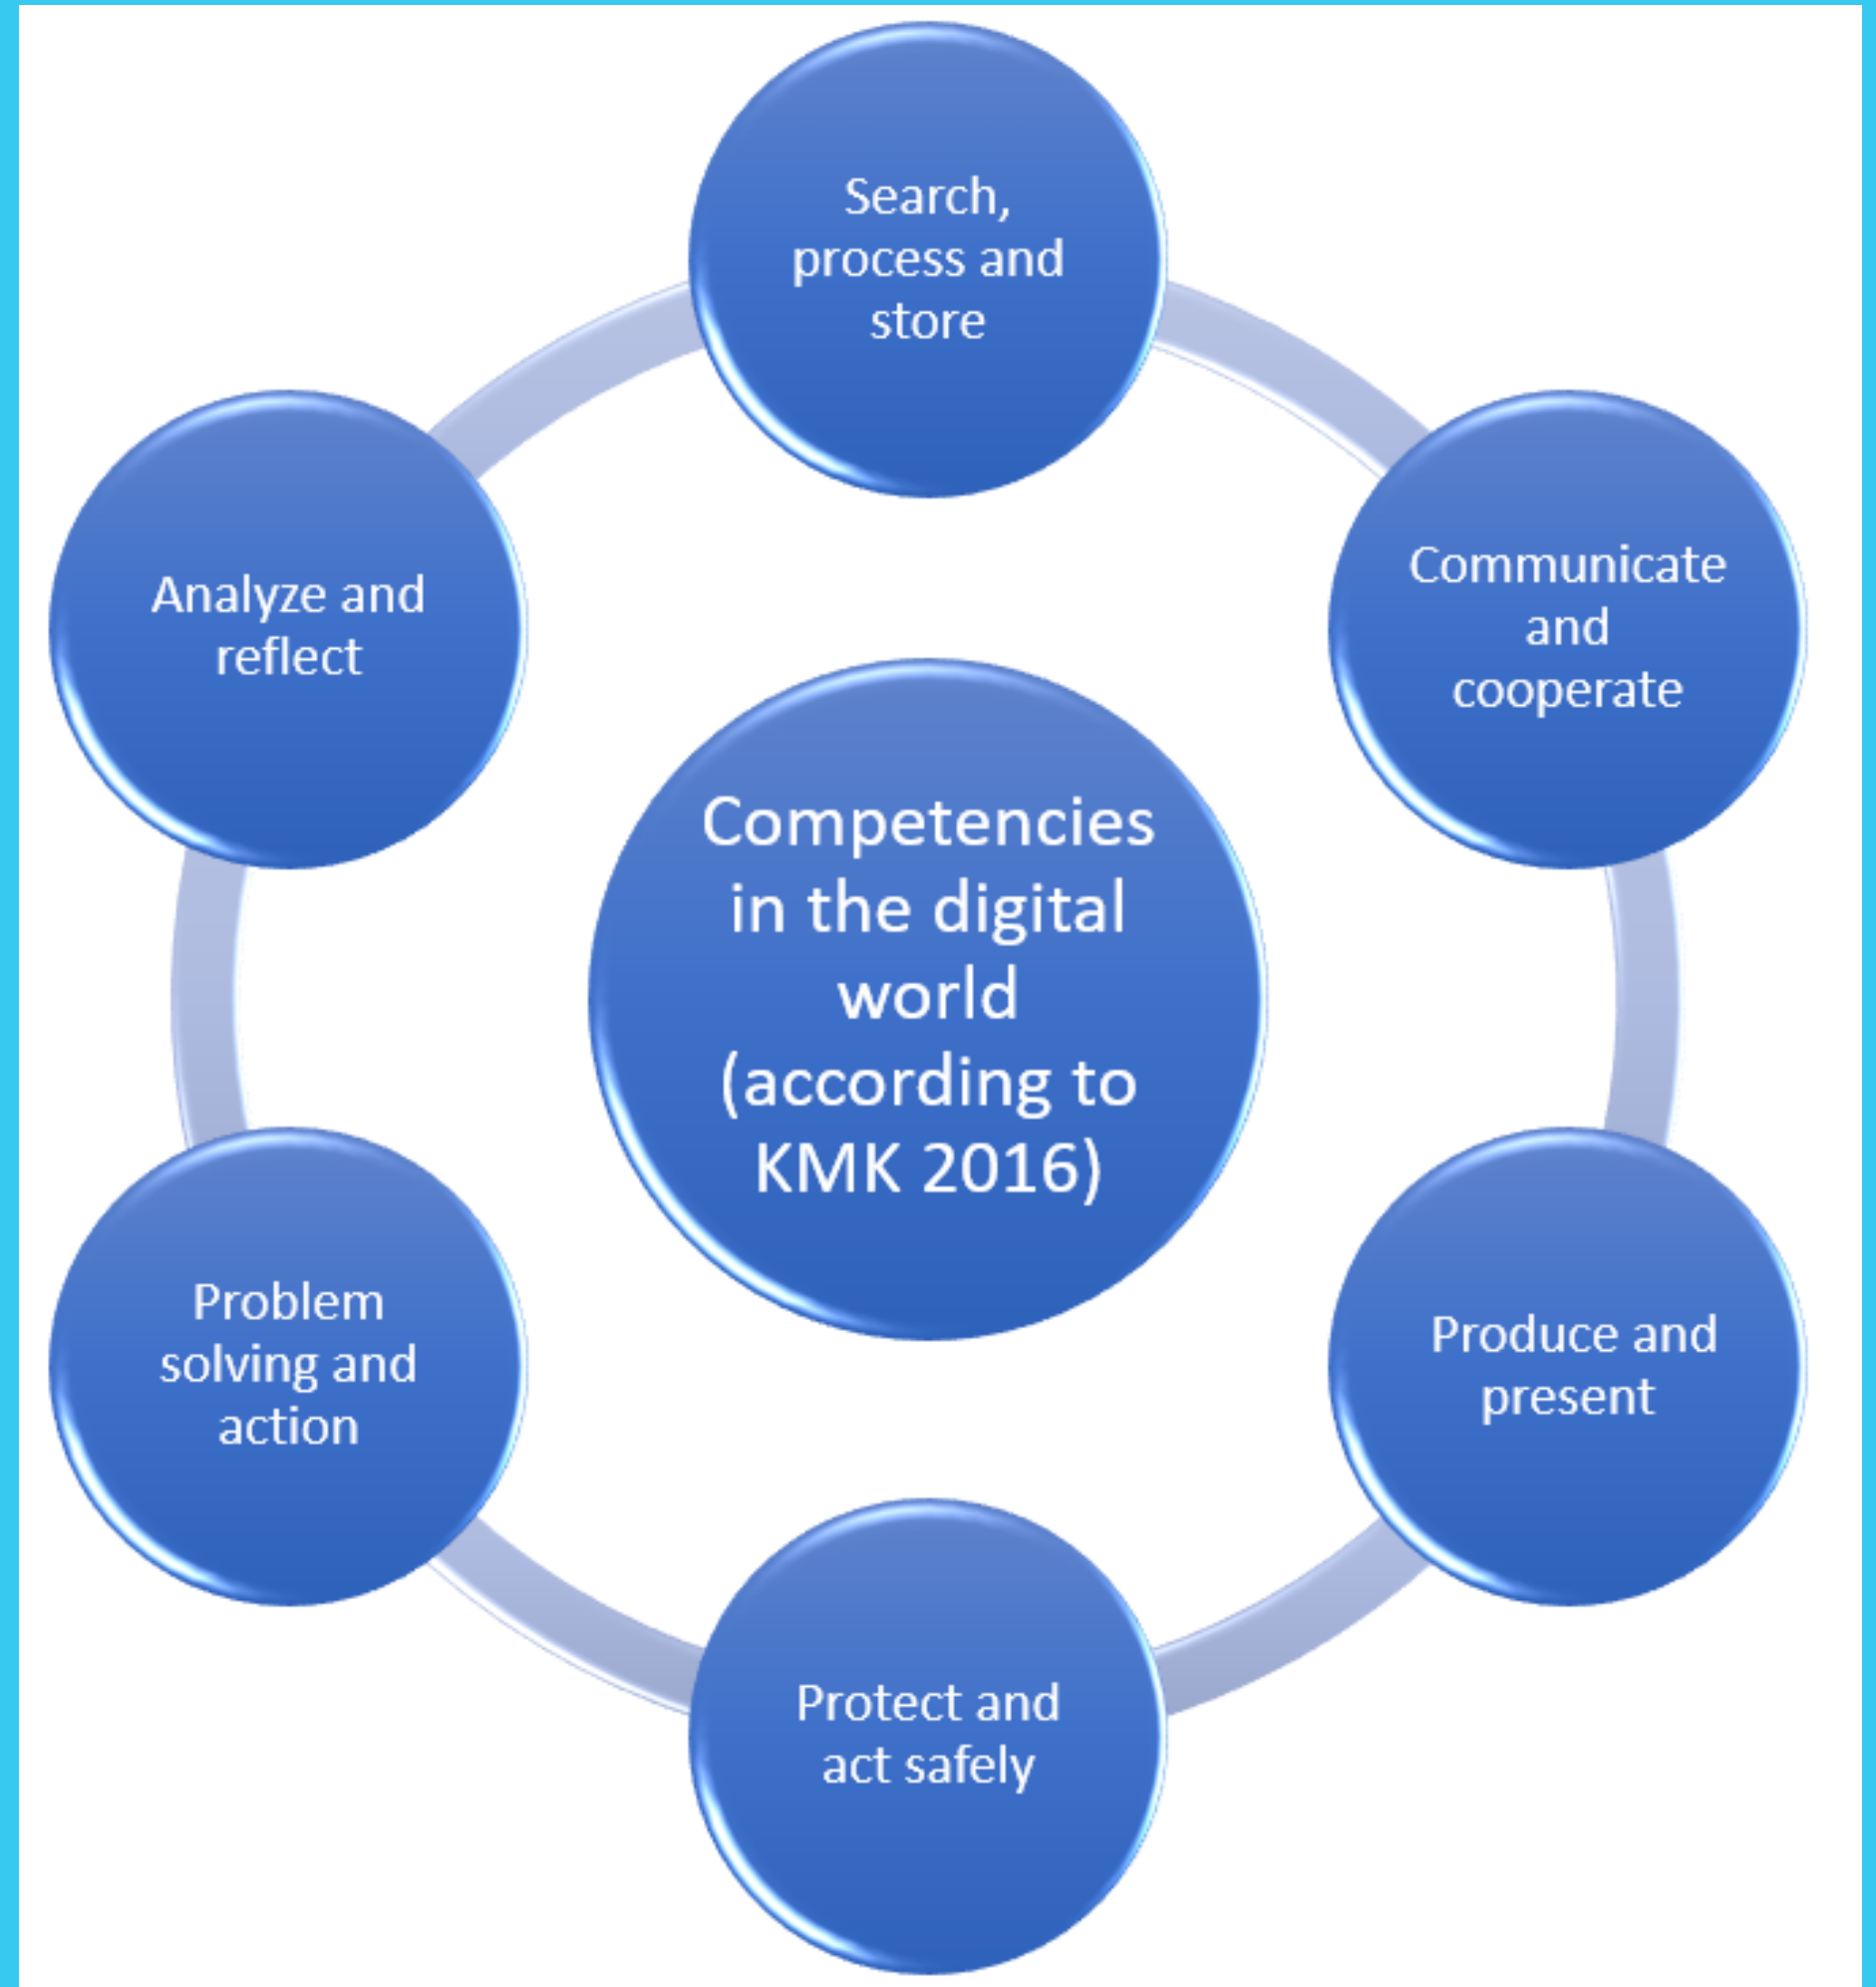 Search,
process and
store
Communicate
and
cooperate
Produce and
present
Protect and
act safely
Problem
solving and
action
Analyze and
reflect
Competencies
in the digital
world
(according to
KMK 2016)